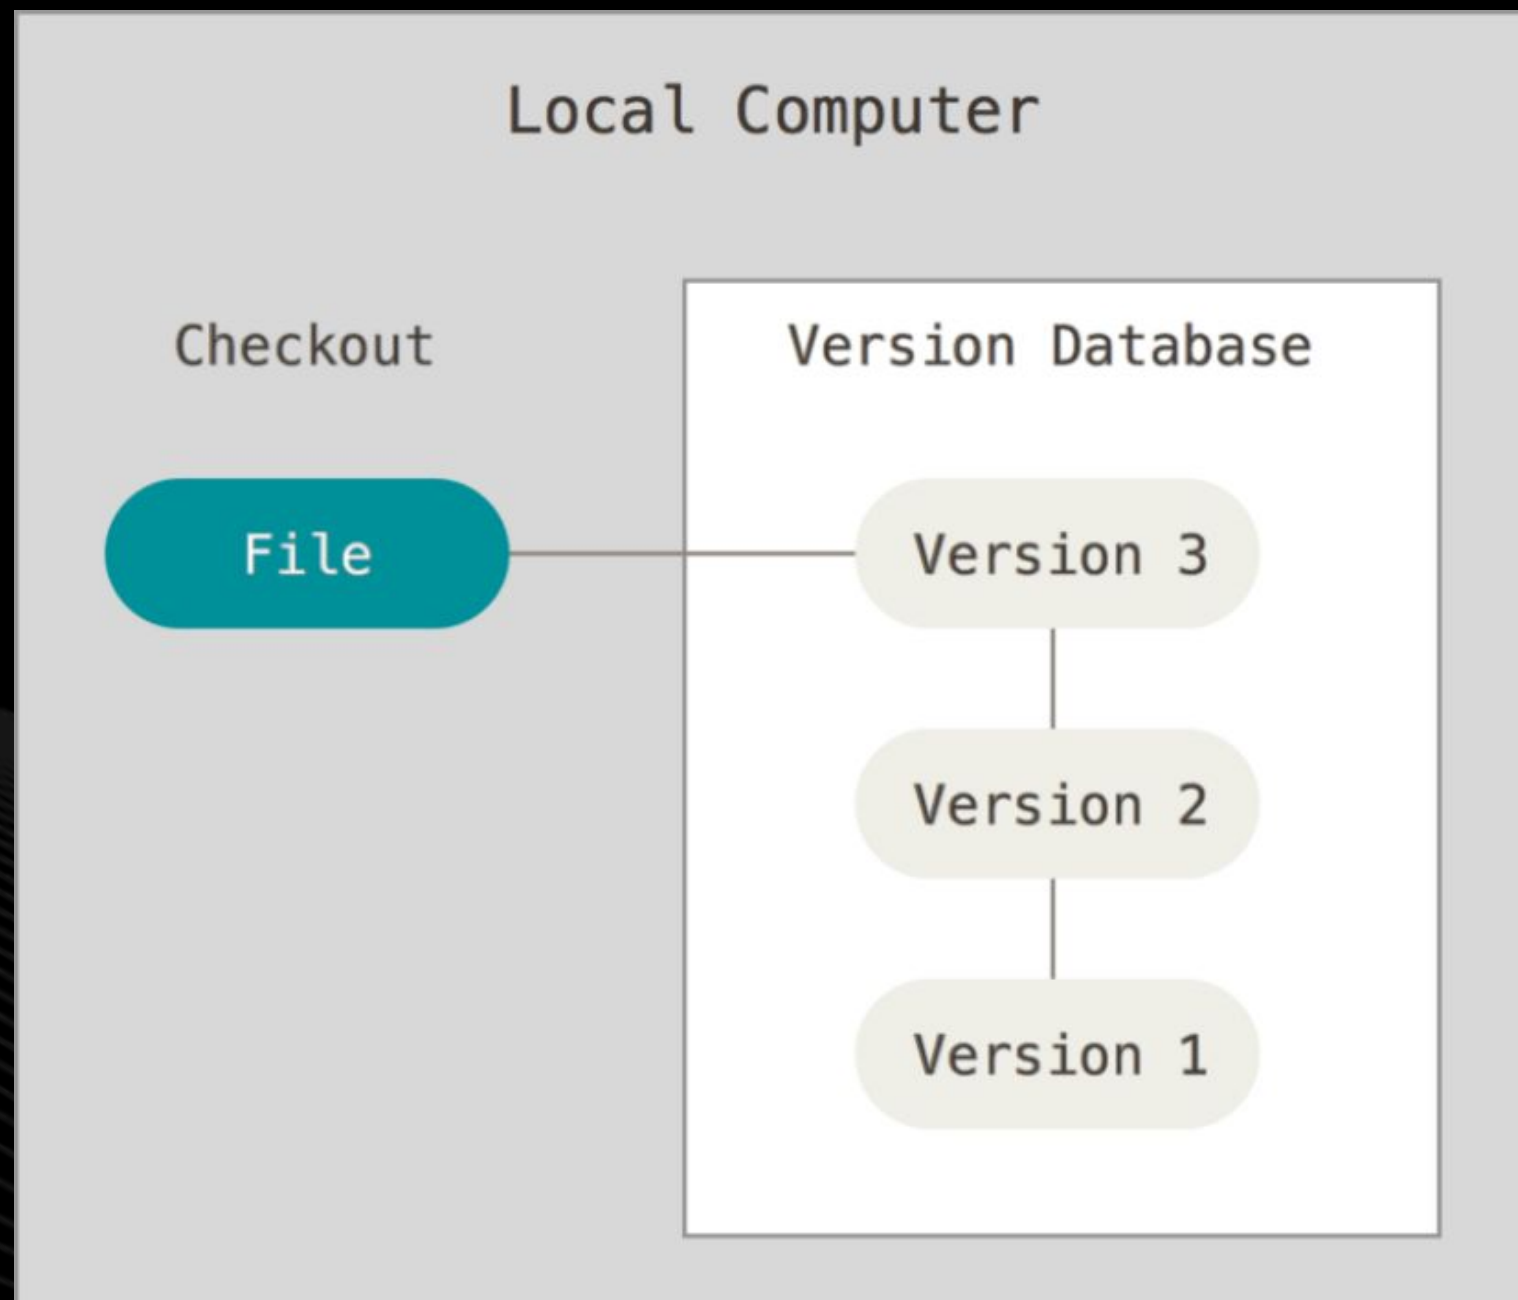 Local Computer
Checkout
Version Database
File
Version 3
Version 2
Version 1